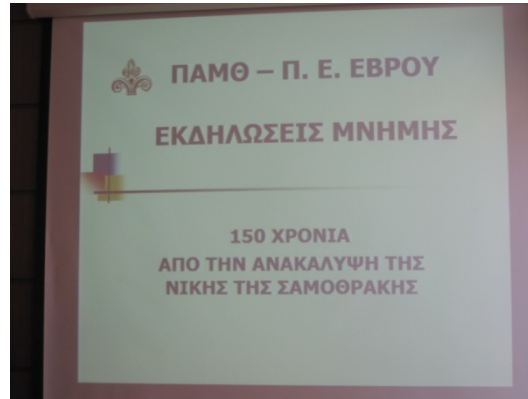 ΠΑΜΘ – Π. Ε. ΕΒΡΟΥ
ΕΚΔΗΛΩΣΕΙΣ ΜΝΗΜΗΣ
150 ΧΡΟΝΙΑ
ΑΠΟ ΤΗΝ ΑΝΑΚΑΛΥΨΗ ΤΗΣ
ΝΙΚΗΣ ΤΗΣ ΣΑΜΟΘΡΑΚΗΣ